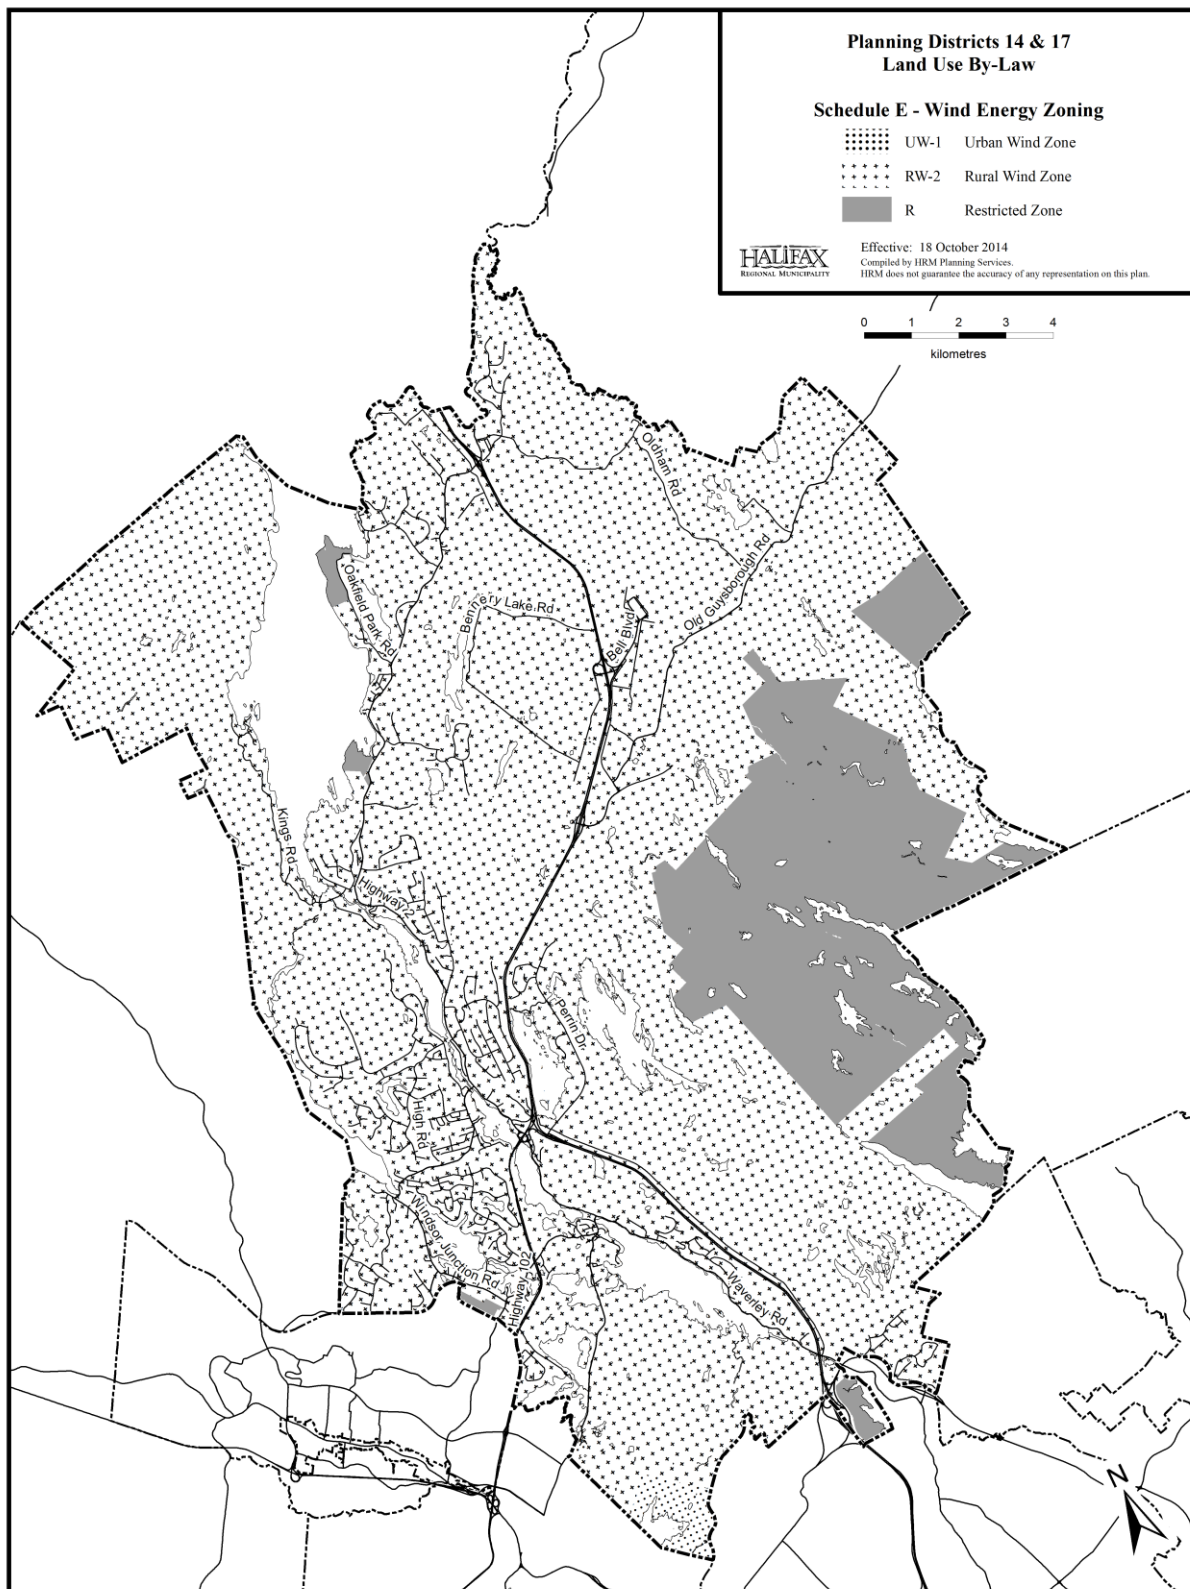 Planning Districts 14 & 17
Land Use By-Law
Schedule E - Wind Energy Zoning
UW-1 Urban Wind Zone
RW-2 Rural Wind Zone
R Restricted Zone
HALIFAX
REGIONAL MUNICIPALITY
Effective: 18 October 2014
Compiled by HRM Planning Services.
HRM does not guarantee the accuracy of any representation on this plan.
0 1 2 3 4
kilometres
Oldham Rd
Old Guysborough Rd
Oakfield Park Rd
Bennery Lake Rd
Bell Blvd
Kings Rd
Highway 2
Perrin Dr
High Rd
Windsor Junction Rd
Highway 102
Waverley Rd
N